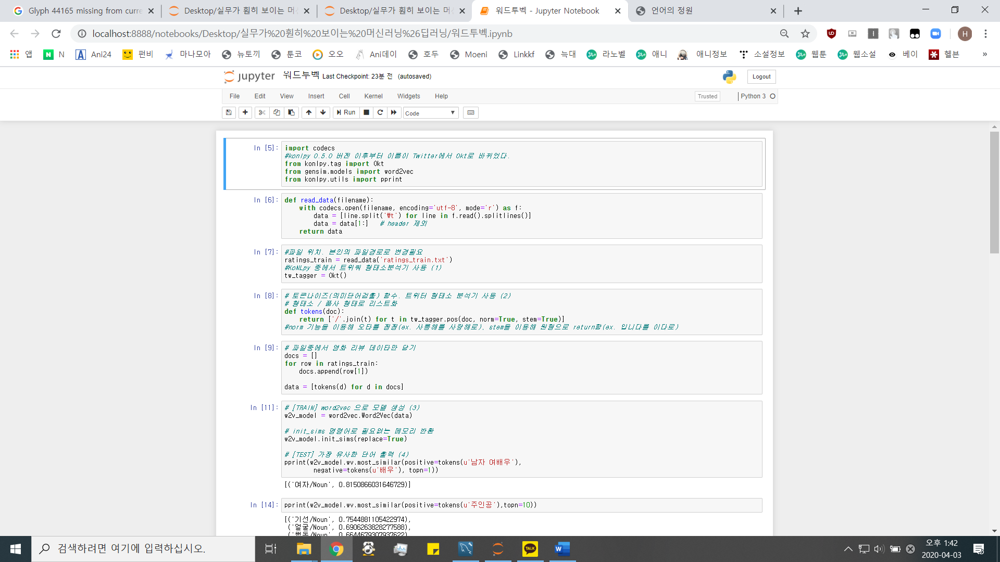 Glyph 44165 missing from curre
Desktop/실무가 훤히 보이는 머신
Desktop/실무가 훤히 보이는 머신
워드투벡 - Jupyter Notebook
언어의 정원
localhost:8888/notebooks/Desktop/실무가%20훤히%20보이는%20머신러닝%26딥러닝/워드투벡.ipynb
앱 N Ani24 펀비 마나모아 뉴토끼 툰코 오오 Ani데이 호두 Moeni Linkkf 늑대 라노벨 애니 애니정보 소설정보 웹툰 웹소설 베이 헬븐 »
jupyter 워드투벡 Last Checkpoint: 23분 전 (autosaved) Logout
File Edit View Insert Cell Kernel Widgets Help Trusted Python 3
Run Code
In [5]: import codecs
#konlpy 0.5.0 버전 이후부터 이름이 Twitter에서 Okt로 바뀌었다.
from konlpy.tag import Okt
from gensim.models import word2vec
from konlpy.utils import pprint
In [6]: def read_data(filename):
with codecs.open(filename, encoding='utf-8', mode='r') as f:
data = [line.split('₩t') for line in f.read().splitlines()]
data = data[1:] # header 제외
return data
In [7]: #파일 위치. 본인의 파일경로로 변경필요
ratings_train = read_data('ratings_train.txt')
#KoNLpy 중에서 트위쿼 형태소분석기 사용 (1)
tw_tagger = Okt()
In [8]: # 토큰나이즈(의미단어검출) 함수. 트위터 형태소 분석기 사용 (2)
# 형태소 / 품사 형태로 리스트화
def tokens(doc):
return ['/'.join(t) for t in tw_tagger.pos(doc, norm=True, stem=True)]
#norm 기능을 이용해 오타를 정정(ex. 사릉해를 사랑해로), stem을 이용해 원형으로 return함(ex. 입니다를 이다로)
In [9]: # 파일중에서 영화 리뷰 데이타만 담기
docs = []
for row in ratings_train:
docs.append(row[1])
data = [tokens(d) for d in docs]
In [11]: # [TRAIN] word2vec 으로 모델 생성 (3)
w2v_model = word2vec.Word2Vec(data)
# init_sims 명령어로 필요없는 메모리 반환
w2v_model.init_sims(replace=True)
# [TEST] 가장 유사한 단어 출력 (4)
pprint(w2v_model.wv.most_similar(positive=tokens(u'남자 여배우'),
negative=tokens(u'배우'), topn=1))
[('여자/Noun', 0.8150866031646729)]
In [14]: pprint(w2v_model.wv.most_similar(positive=tokens(u'주인공'),topn=10))
[('기선/Noun', 0.7544881105422974),
('얼굴/Noun', 0.6906263828277588),
('행동/Noun', 0.6644679307937622)
검색하려면 여기에 입력하십시오.
TALK
오후 1:42
2020-04-03